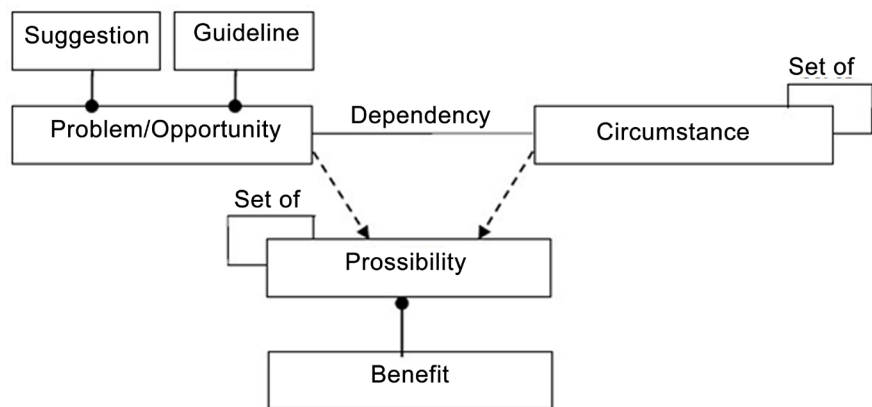 Suggestion
Guideline
Set of
Problem/Opportunity
Dependency
Circumstance
Set of
Prossibility
Benefit